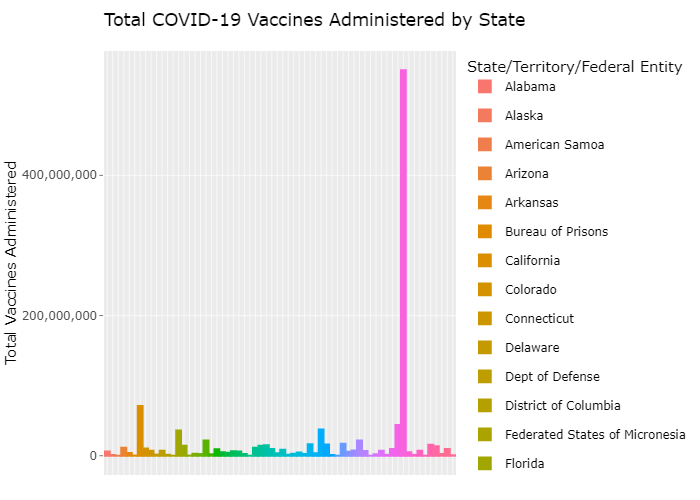 Total COVID-19 Vaccines Administered by State
State/Territory/Federal Entity
Alabama
Alaska
American Samoa
Arizona
Arkansas
Bureau of Prisons
California
Colorado
Connecticut
Delaware
Dept of Defense
District of Columbia
Federated States of Micronesia
Florida
Total Vaccines Administered
400,000,000
200,000,000
0